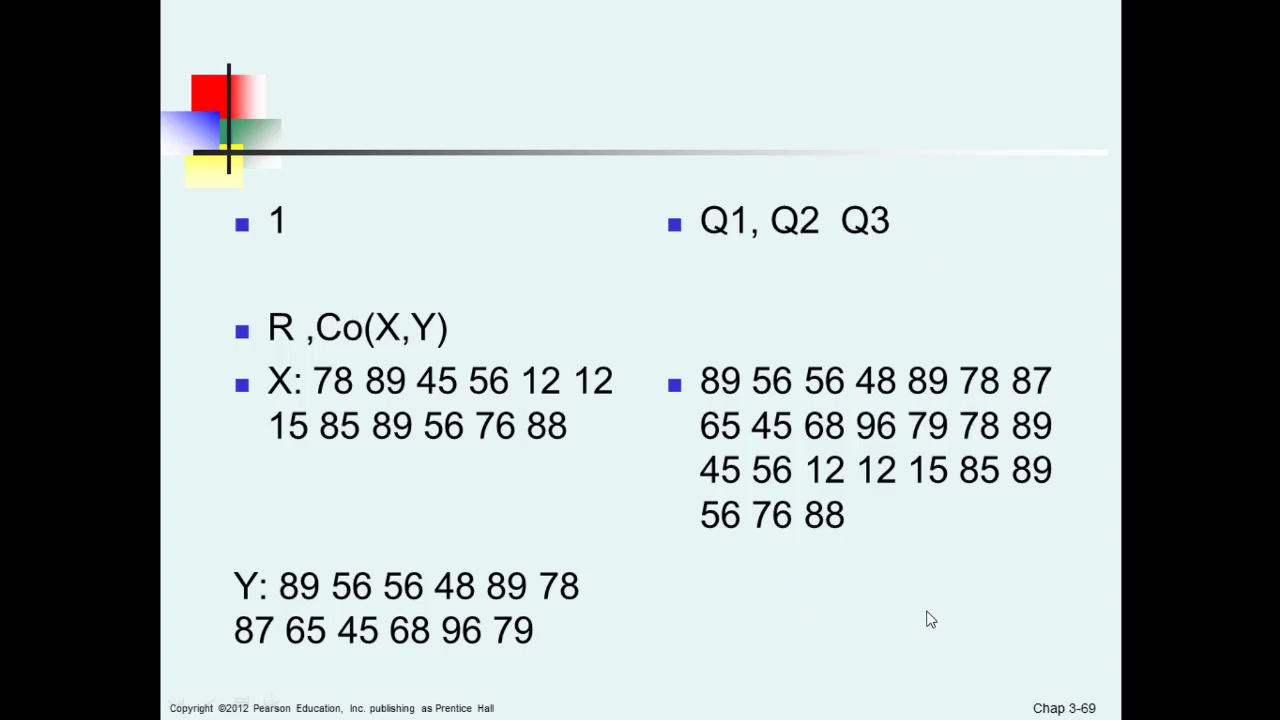 1
R ,Co(X,Y)
X: 78 89 45 56 12 12
15 85 89 56 76 88
Y: 89 56 56 48 89 78
87 65 45 68 96 79
Q1, Q2  Q3
89 56 56 48 89 78 87
65 45 68 96 79 78 89
45 56 12 12 15 85 89
56 76 88
Copyright ©2012 Pearson Education, Inc. publishing as Prentice Hall
Chap 3-69